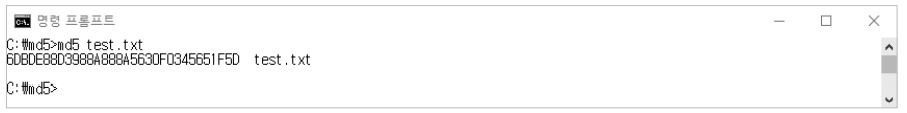 명령 프롬프트
C:₩md5>md5 test.txt
6DBDE88D3988A888A5630F0345651F5D  test.txt
C:₩md5>